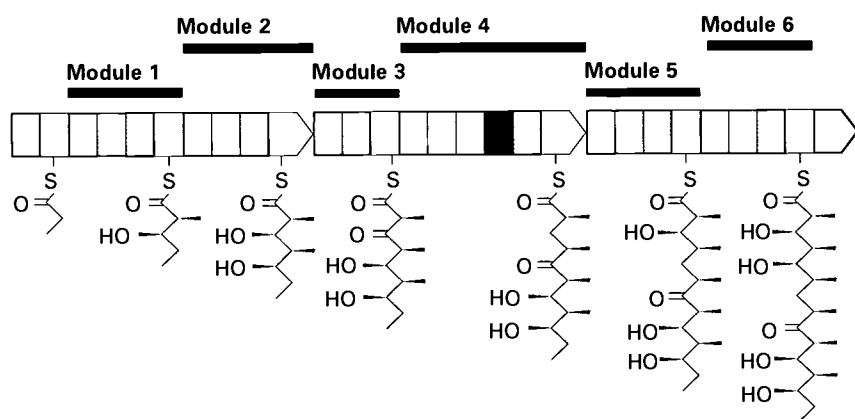 Module 2 Module 4 Module 6
Module 1 Module 3 Module 5
S S S S S S
O O O O O O
HO HO O HO HO
HO HO O HO
HO HO O
HO HO O
HO HO
HO